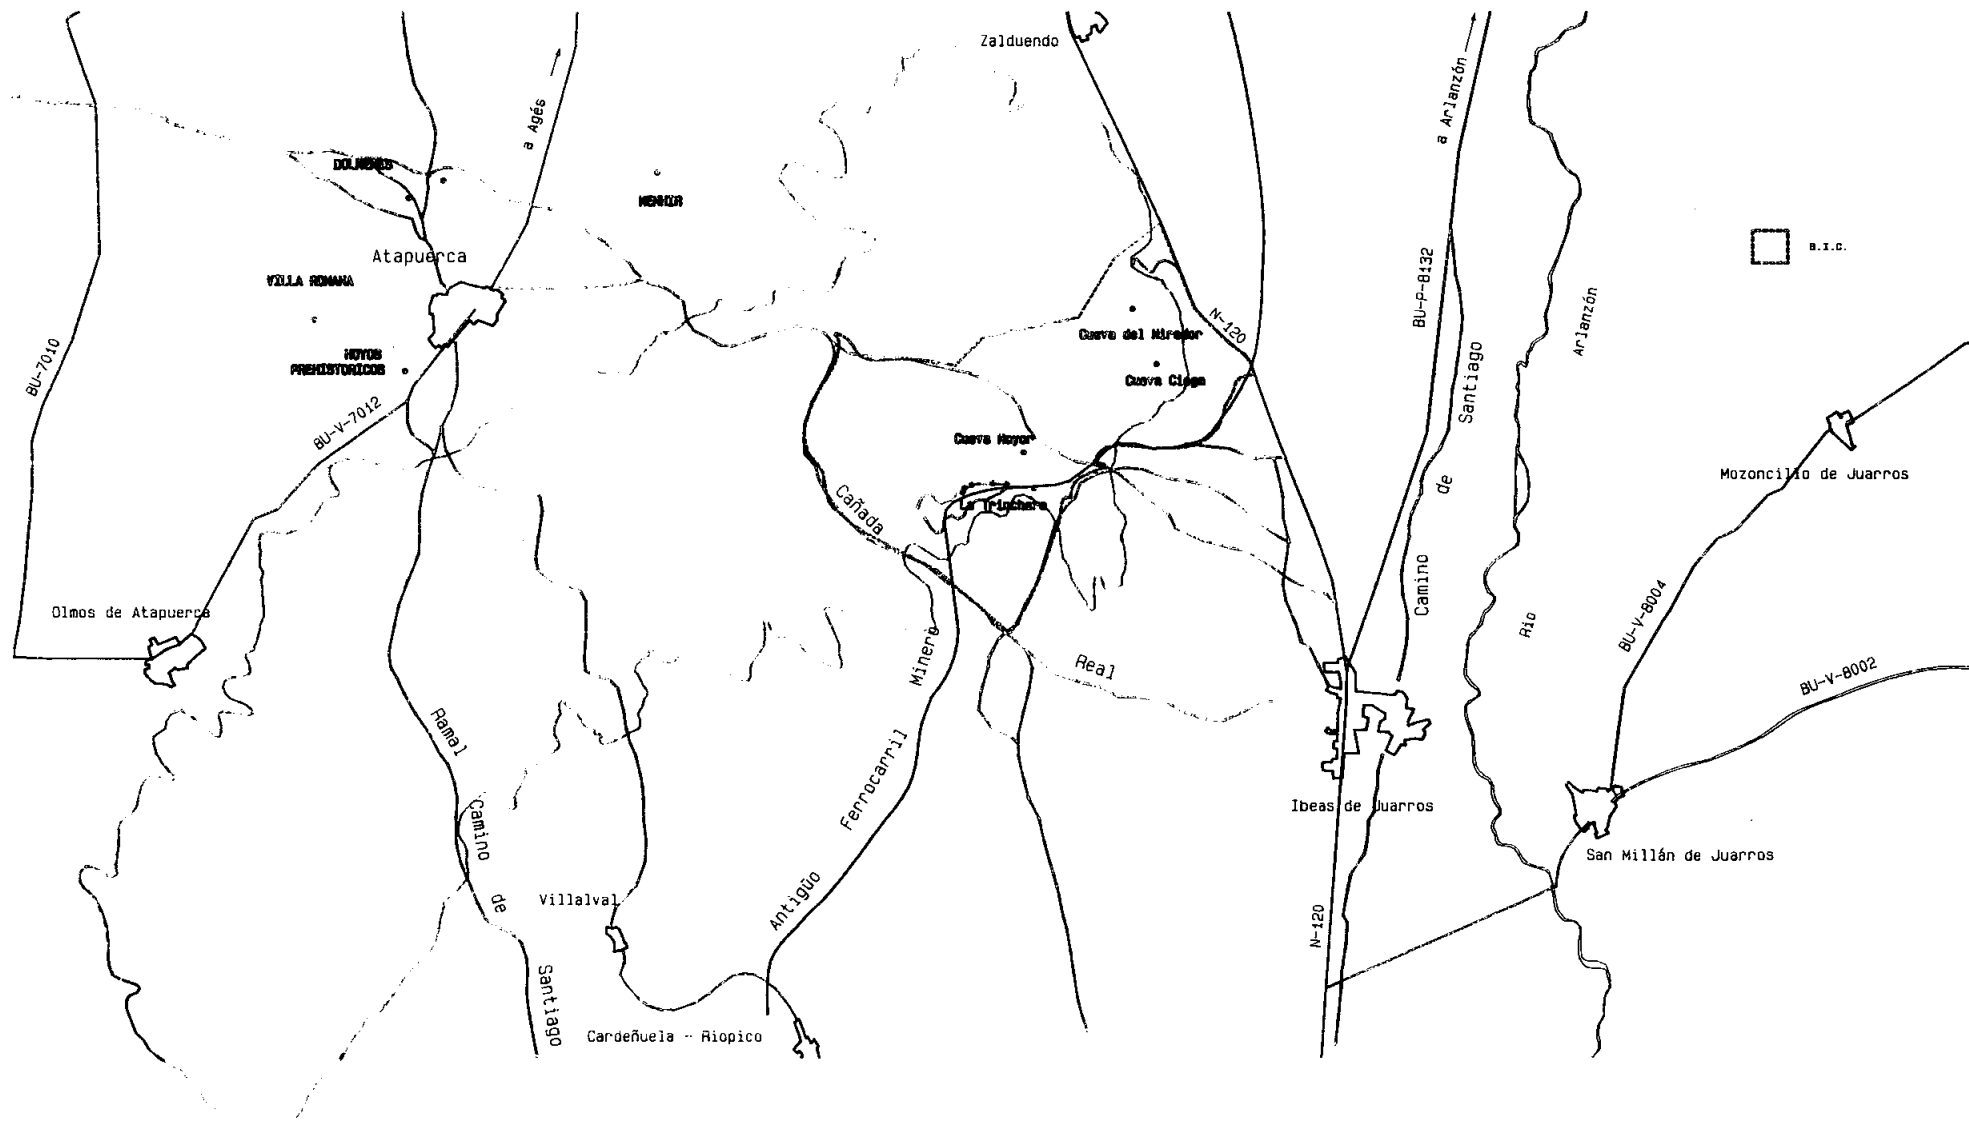 Zalduendo
a Agés
a Arlanzón
DOLMENES
MENHIR
Atapuerca
VILLA ROMANA
B.I.C.
BU-P-8132
Arlanzón
N-120
Cueva del Mirador
HOYOS
PREHISTORICOS
BU-7010
Cueva Ciega
Santiago
BU-V-7012
Cueva Mayor
Mozoncillo de Juarros
de
Cañada
La Trinchera
Camino
Olmos de Atapuerca
BU-V-8004
Rio
Minero
Real
BU-V-8002
Ramal
Ferrocarril
Ibeas de Juarros
Camino
San Millán de Juarros
Antigüo
de
Villalval
N-120
Santiago
Cardeñuela - Riopico